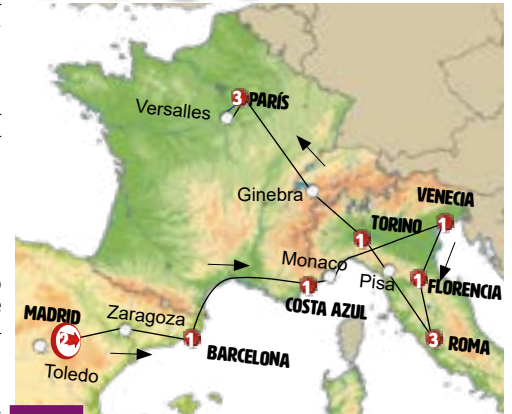 3 PARÍS
Versalles
Ginebra
VENECIA
1
TORINO
1
Monaco
Pisa
1
COSTA AZUL
1 FLORENCIA
MADRID
2
Zaragoza
1
BARCELONA
3 ROMA
Toledo